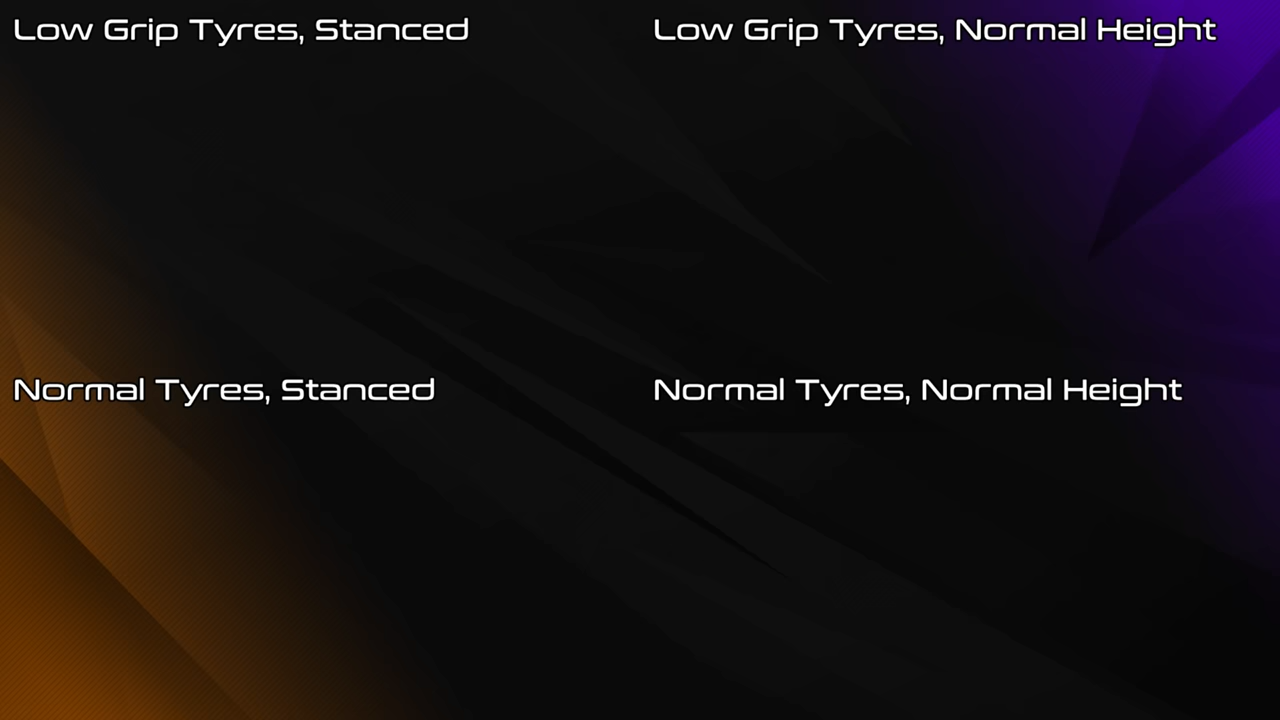 Low Grip Tyres, Stanced
Low Grip Tyres, Normal Height
Normal Tyres, Stanced
Normal Tyres, Normal Height